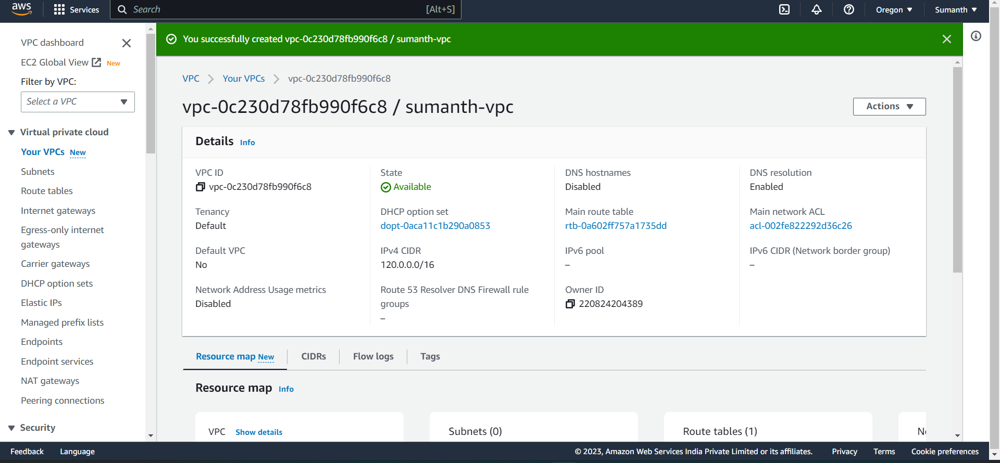 aws
Services
Search
[Alt+S]
Oregon ▼
Sumanth ▼
VPC dashboard
EC2 Global View New
Filter by VPC:
Select a VPC
Virtual private cloud
Your VPCs New
Subnets
Route tables
Internet gateways
Egress-only internet
gateways
Carrier gateways
DHCP option sets
Elastic IPs
Managed prefix lists
Endpoints
Endpoint services
NAT gateways
Peering connections
Security
You successfully created vpc-0c230d78fb990f6c8 / sumanth-vpc
VPC > Your VPCs > vpc-0c230d78fb990f6c8
vpc-0c230d78fb990f6c8 / sumanth-vpc
Actions ▼
Details Info
VPC ID
vpc-0c230d78fb990f6c8
State
Available
DNS hostnames
Disabled
DNS resolution
Enabled
Tenancy
Default
DHCP option set
dopt-0aca11c1b290a0853
Main route table
rtb-0a602ff757a1735dd
Main network ACL
acl-002fe822292d36c26
Default VPC
No
IPv4 CIDR
120.0.0.0/16
IPv6 pool
–
IPv6 CIDR (Network border group)
–
Network Address Usage metrics
Disabled
Route 53 Resolver DNS Firewall rule
groups
–
Owner ID
220824204389
Resource map New
CIDRs
Flow logs
Tags
Resource map Info
VPC Show details
Subnets (0)
Route tables (1)
Feedback
Language
© 2023, Amazon Web Services India Private Limited or its affiliates.
Privacy
Terms
Cookie preferences